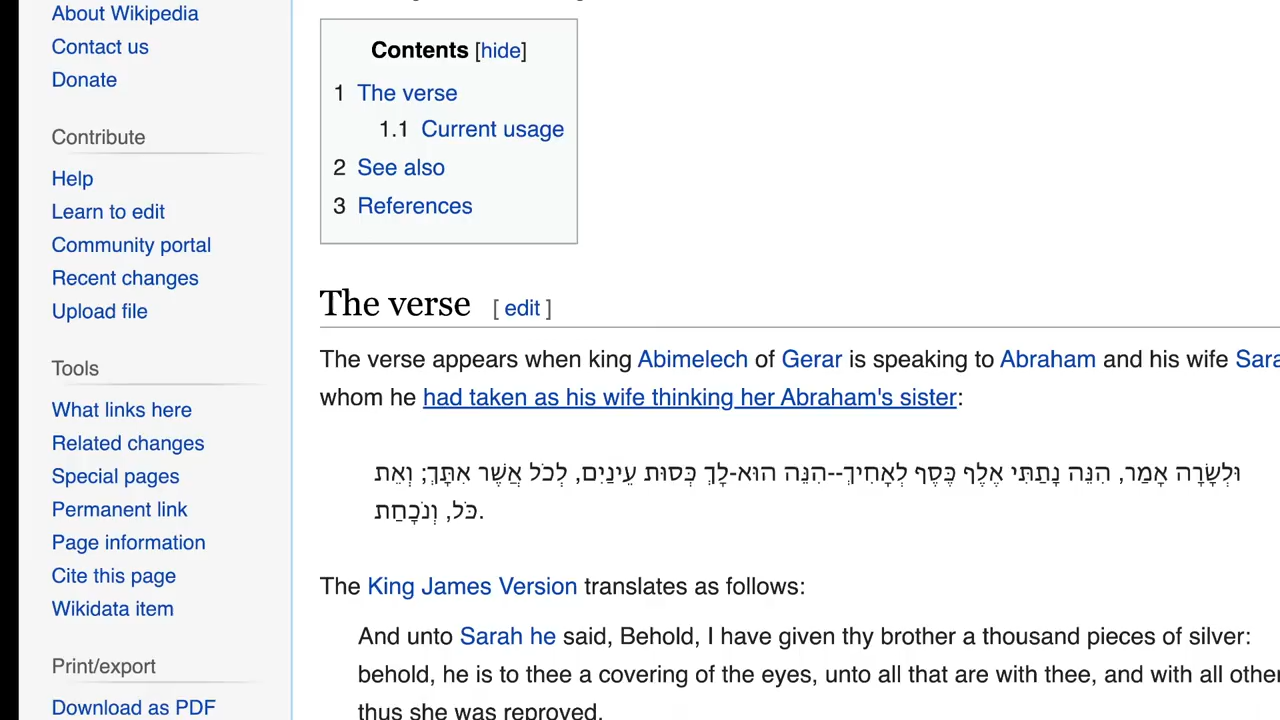 About Wikipedia
Contact us
Donate
Contribute
Help
Learn to edit
Community portal
Recent changes
Upload file
Tools
What links here
Related changes
Special pages
Permanent link
Page information
Cite this page
Wikidata item
Print/export
Download as PDF
Contents [hide]
1 The verse
1.1 Current usage
2 See also
3 References
The verse [ edit ]
The verse appears when king Abimelech of Gerar is speaking to Abraham and his wife
whom he had taken as his wife thinking her Abraham's sister:
וּלְשָׂרָה אָמַר, הִנֵּה נָתַתִּי אֶלֶף כֶּסֶף לְאָחִיךְ--הִנֵּה הוּא-לָךְ כְּסוּת עֵינַיִם, לְכֹל אֲשֶׁר אִתָּךְ; וְאֵת
כֹּל, וְנֹכָחַת.
The King James Version translates as follows:
And unto Sarah he said, Behold, I have given thy brother a thousand pieces of silver:
behold, he is to thee a covering of the eyes, unto all that are with thee, and with all other
thus she was reproved.